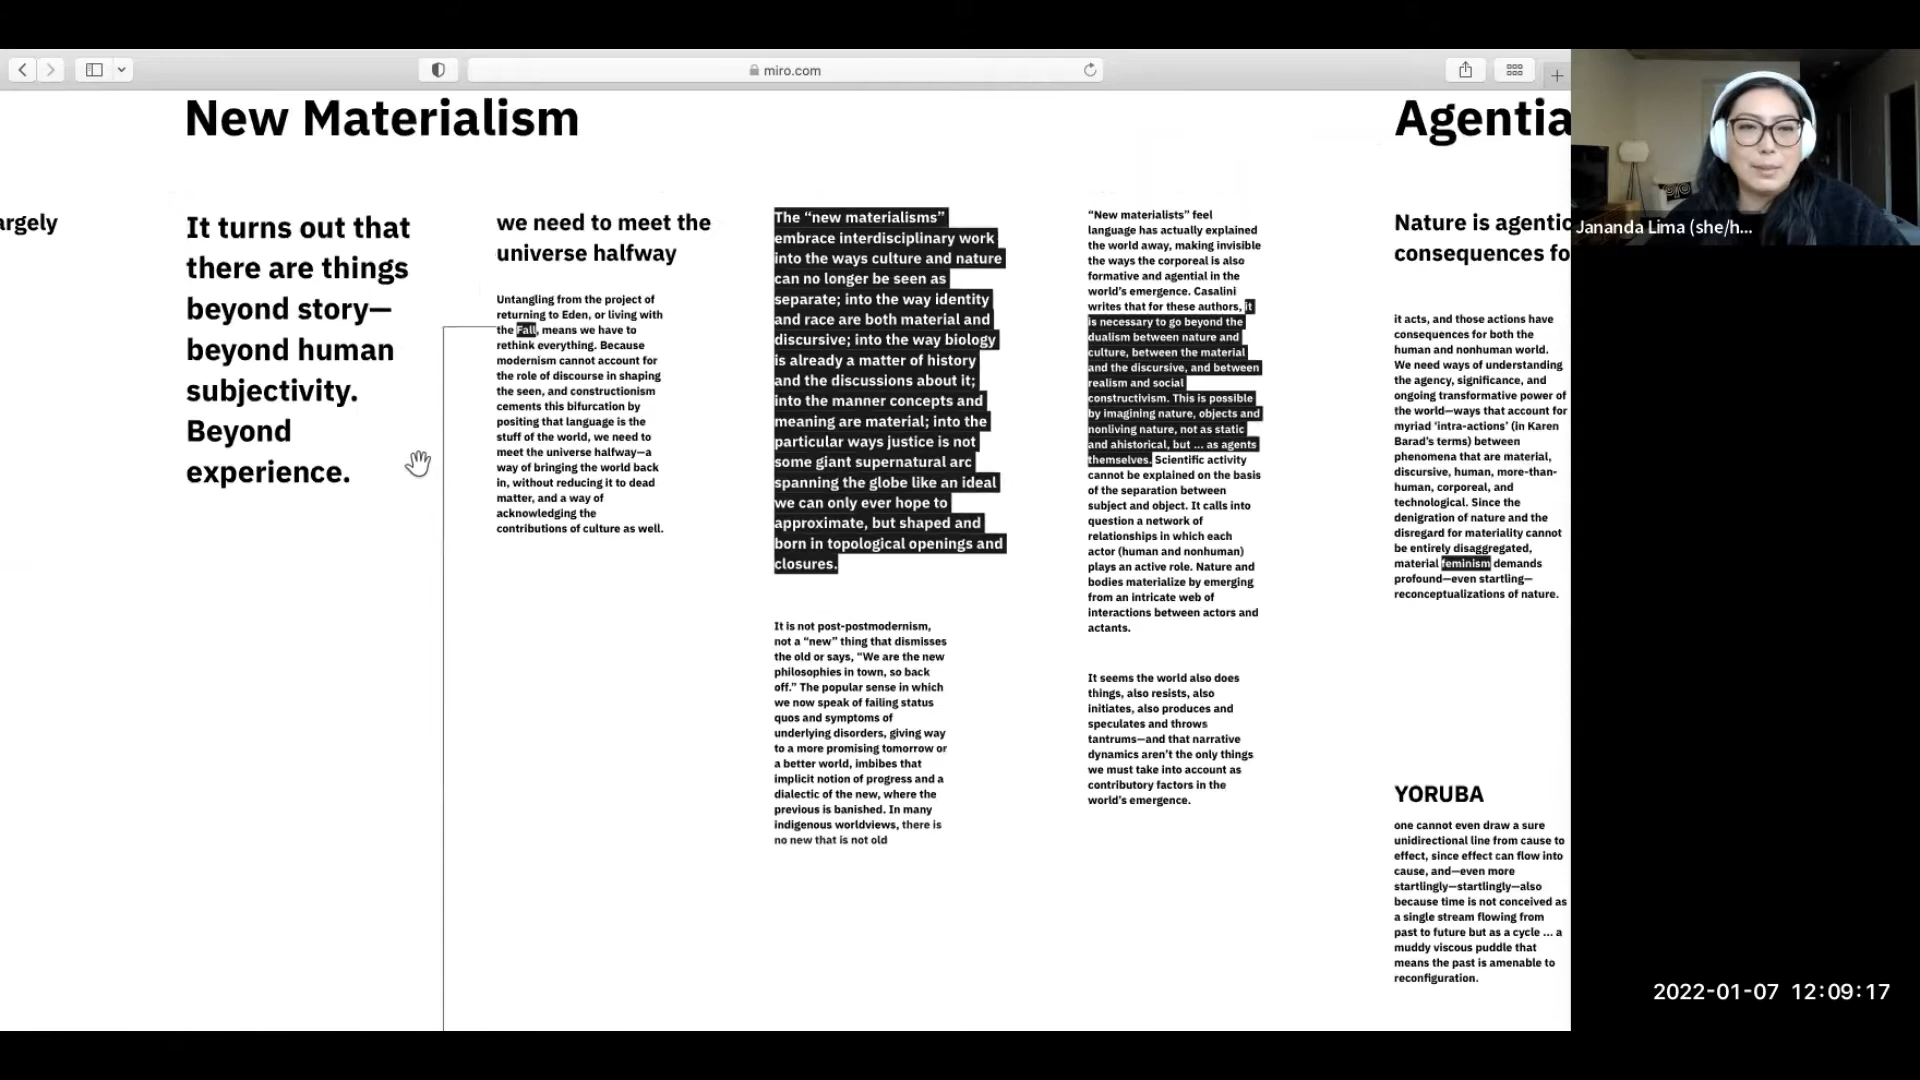 miro.com
New Materialism
Agentia
argely
It turns out that
there are things
beyond story—
beyond human
subjectivity.
Beyond
experience.
we need to meet the
universe halfway
Untangling from the project of
returning to Eden, or living with
the Fall, means we have to
rethink everything. Because
modernism cannot account for
the role of discourse in shaping
the seen, and constructionism
cements this bifurcation by
positing that language is the
stuff of the world, we need to
meet the universe halfway—a
way of bringing the world back
in, without reducing it to dead
matter, and a way of
acknowledging the
contributions of culture as well.
The “new materialisms”
embrace interdisciplinary work
into the ways culture and nature
can no longer be seen as
separate; into the way identity
and race are both material and
discursive; into the way biology
is already a matter of history
and the discussions about it;
into the manner concepts and
meaning are material; into the
particular ways justice is not
some giant supernatural arc
spanning the globe like an ideal
we can only ever hope to
approximate, but shaped and
born in topological openings and
closures.
It is not post-postmodernism,
not a “new” thing that dismisses
the old or says, “We are the new
philosophies in town, so back
off.” The popular sense in which
we now speak of failing status
quos and symptoms of
underlying disorders, giving way
to a more promising tomorrow or
a better world, imbibes that
implicit notion of progress and a
dialectic of the new, where the
previous is banished. In many
indigenous worldviews, there is
no new that is not old
“New materialists” feel
language has actually explained
the world away, making invisible
the ways the corporeal is also
formative and agential in the
world’s emergence. Casalini
writes that for these authors, it
is necessary to go beyond the
dualism between nature and
culture, between the material
and the discursive, and between
realism and social
constructivism. This is possible
by imagining nature, objects and
nonliving nature, not as static
and ahistorical, but ... as agents
themselves. Scientific activity
cannot be explained on the basis
of the separation between
subject and object. It calls into
question a network of
relationships in which each
actor (human and nonhuman)
plays an active role. Nature and
bodies materialize by emerging
from an intricate web of
interactions between actors and
actants.
It seems the world also does
things, also resists, also
initiates, also produces and
speculates and throws
tantrums—and that narrative
dynamics aren’t the only things
we must take into account as
contributory factors in the
world’s emergence.
Nature is agentic
consequences fo
it acts, and those actions have
consequences for both the
human and nonhuman world.
We need ways of understanding
the agency, significance, and
ongoing transformative power of
the world—ways that account for
myriad ‘intra-actions’ (in Karen
Barad’s terms) between
phenomena that are material,
discursive, human, more-than-
human, corporeal, and
technological. Since the
denigration of nature and the
disregard for materiality cannot
be entirely disaggregated,
material feminism demands
profound—even startling—
reconceptualizations of nature.
YORUBA
one cannot even draw a sure
unidirectional line from cause to
effect, since effect can flow into
cause, and—even more
startlingly—startlingly—also
because time is not conceived as
a single stream flowing from
past to future but as a cycle ... a
muddy viscous puddle that
means the past is amenable to
reconfiguration.
Jananda Lima (she/h...
2022-01-07 12:09:17